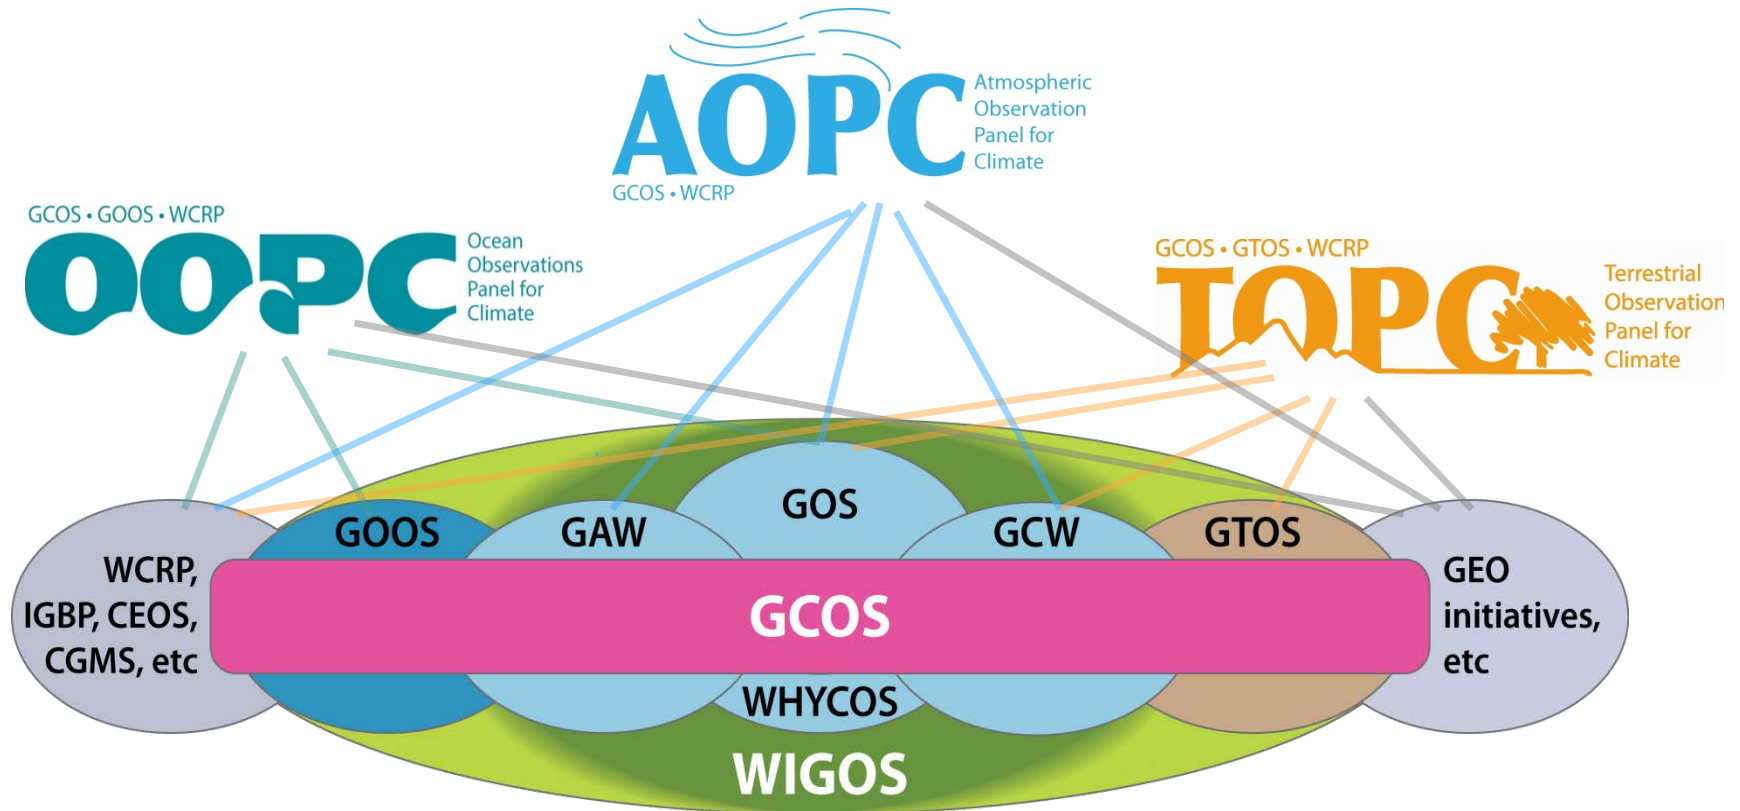 AOPC
Atmospheric
Observation
Panel for
Climate
GCOS • WCRP
GCOS • GOOS • WCRP
OOPC
Ocean
Observations
Panel for
Climate
GCOS • GTOS • WCRP
TOPC
Terrestrial
Observation
Panel for
Climate
GOS
GOOS
GAW
GCW
GTOS
WCRP,
IGBP, CEOS,
CGMS, etc
GCOS
GEO
initiatives,
etc
WHYCOS
WIGOS